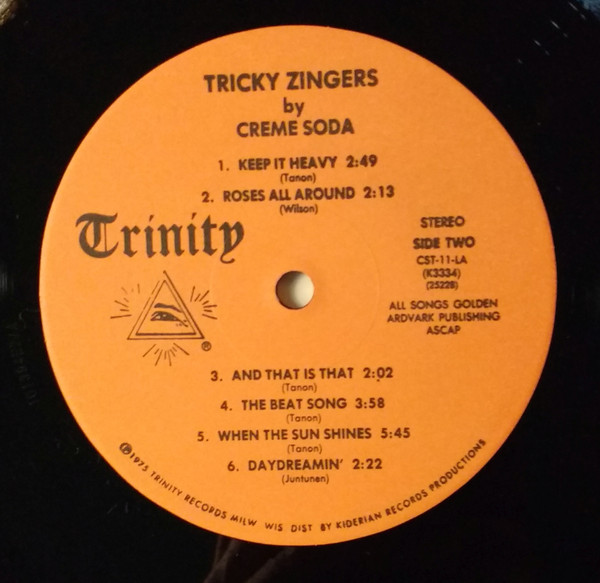 TRICKY ZINGERS
by
CREME SODA
1. KEEP IT HEAVY 2:49
(Tanon)
2. ROSES ALL AROUND 2:13
(Wilson)
Trinity
®
STEREO
SIDE TWO
CST-11-LA
(K3334)
(25228)
ALL SONGS GOLDEN
ARDVARK PUBLISHING
ASCAP
3. AND THAT IS THAT 2:02
(Tanon)
4. THE BEAT SONG 3:58
(Tanon)
5. WHEN THE SUN SHINES 5:45
(Tanon)
6. DAYDREAMIN' 2:22
(Juntunen)
℗1975 TRINITY RECORDS MILW WIS DIST BY KIDERIAN RECORDS PRODUCTIONS